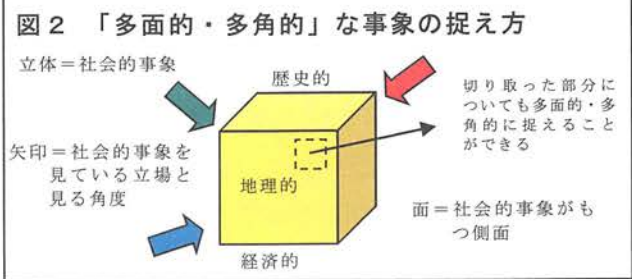 図２　「多面的・多角的」な事象の捉え方
立体＝社会的事象
歴史的
切り取った部分に
ついても多面的・多
角的に捉えること
ができる
矢印＝社会的事象を
見ている立場と
見る角度
地理的
面＝社会的事象がも
つ側面
経済的